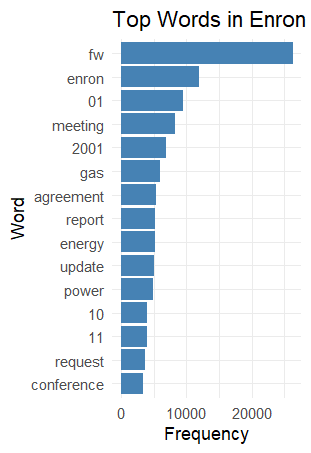 Top Words in Enron
Word
fw
enron
01
meeting
2001
gas
agreement
report
energy
update
power
10
11
request
conference
0 10000 20000
Frequency